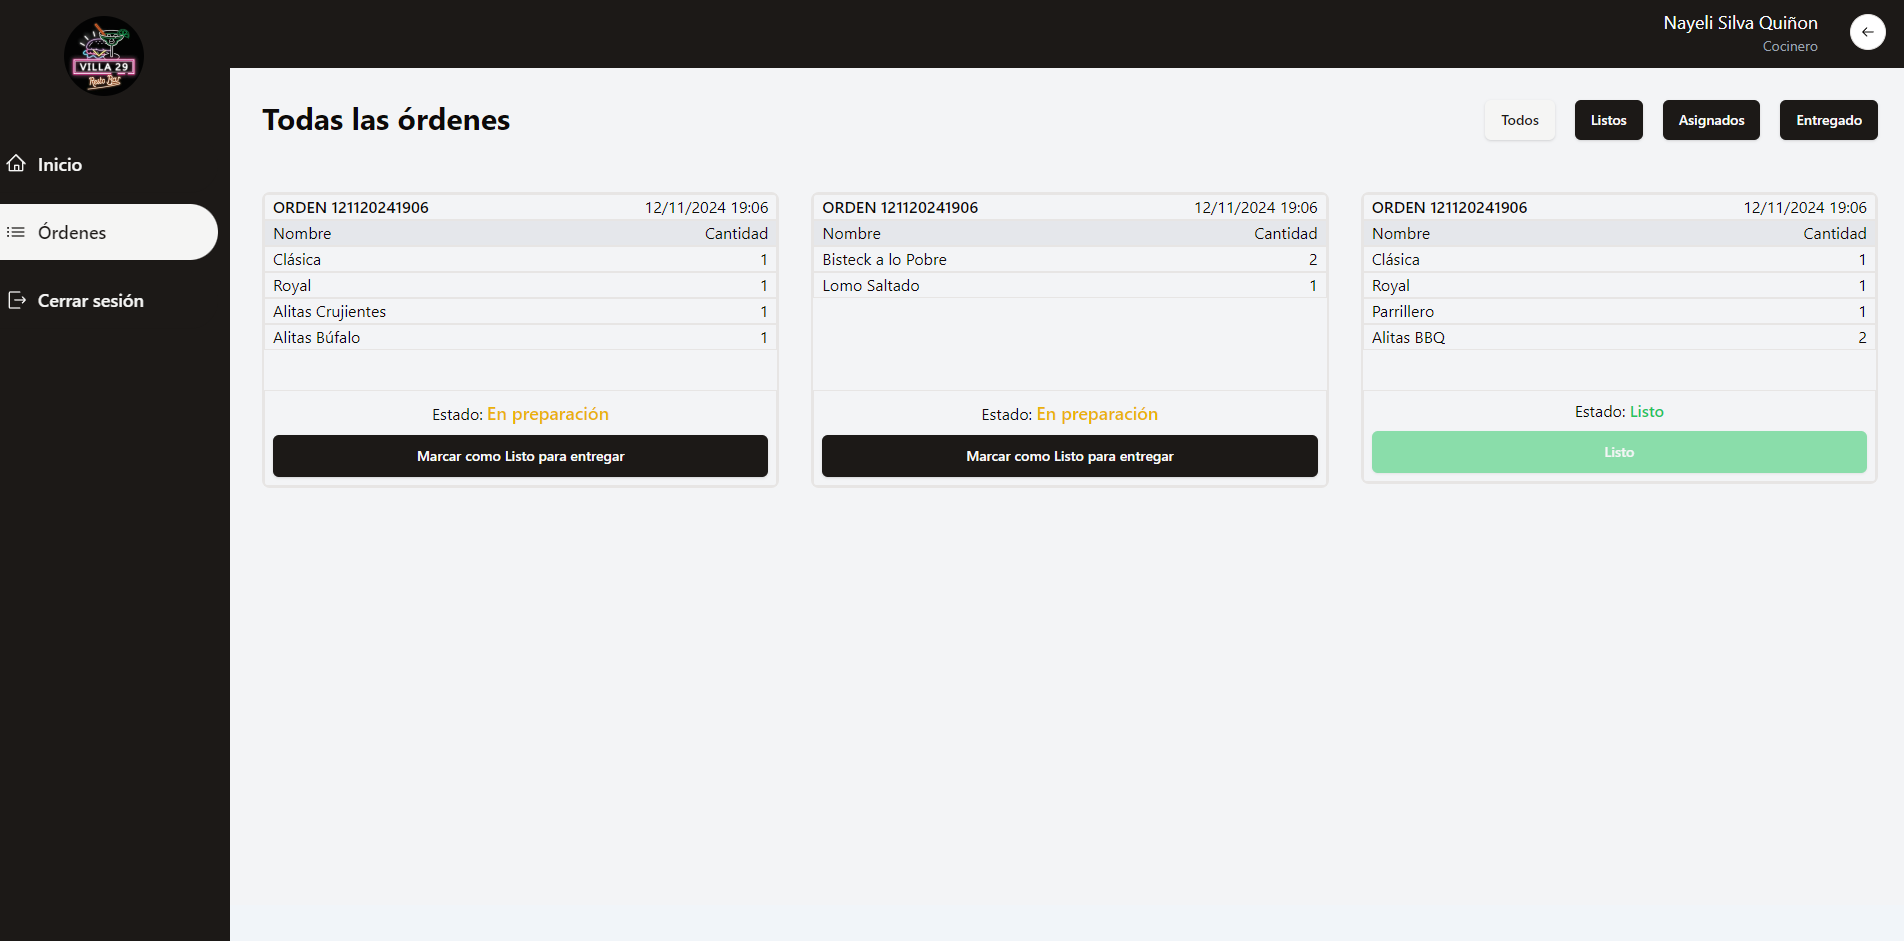 VILLA 29
Resto Bar
Nayeli Silva Quiñon
Cocinero
Inicio
Órdenes
Cerrar sesión
Todas las órdenes
Todos
Listos
Asignados
Entregado
ORDEN 121120241906 12/11/2024 19:06
Nombre Cantidad
Clásica 1
Royal 1
Alitas Crujientes 1
Alitas Búfalo 1
Estado: En preparación
Marcar como Listo para entregar
ORDEN 121120241906 12/11/2024 19:06
Nombre Cantidad
Bisteck a lo Pobre 2
Lomo Saltado 1
Estado: En preparación
Marcar como Listo para entregar
ORDEN 121120241906 12/11/2024 19:06
Nombre Cantidad
Clásica 1
Royal 1
Parrillero 1
Alitas BBQ 2
Estado: Listo
Listo